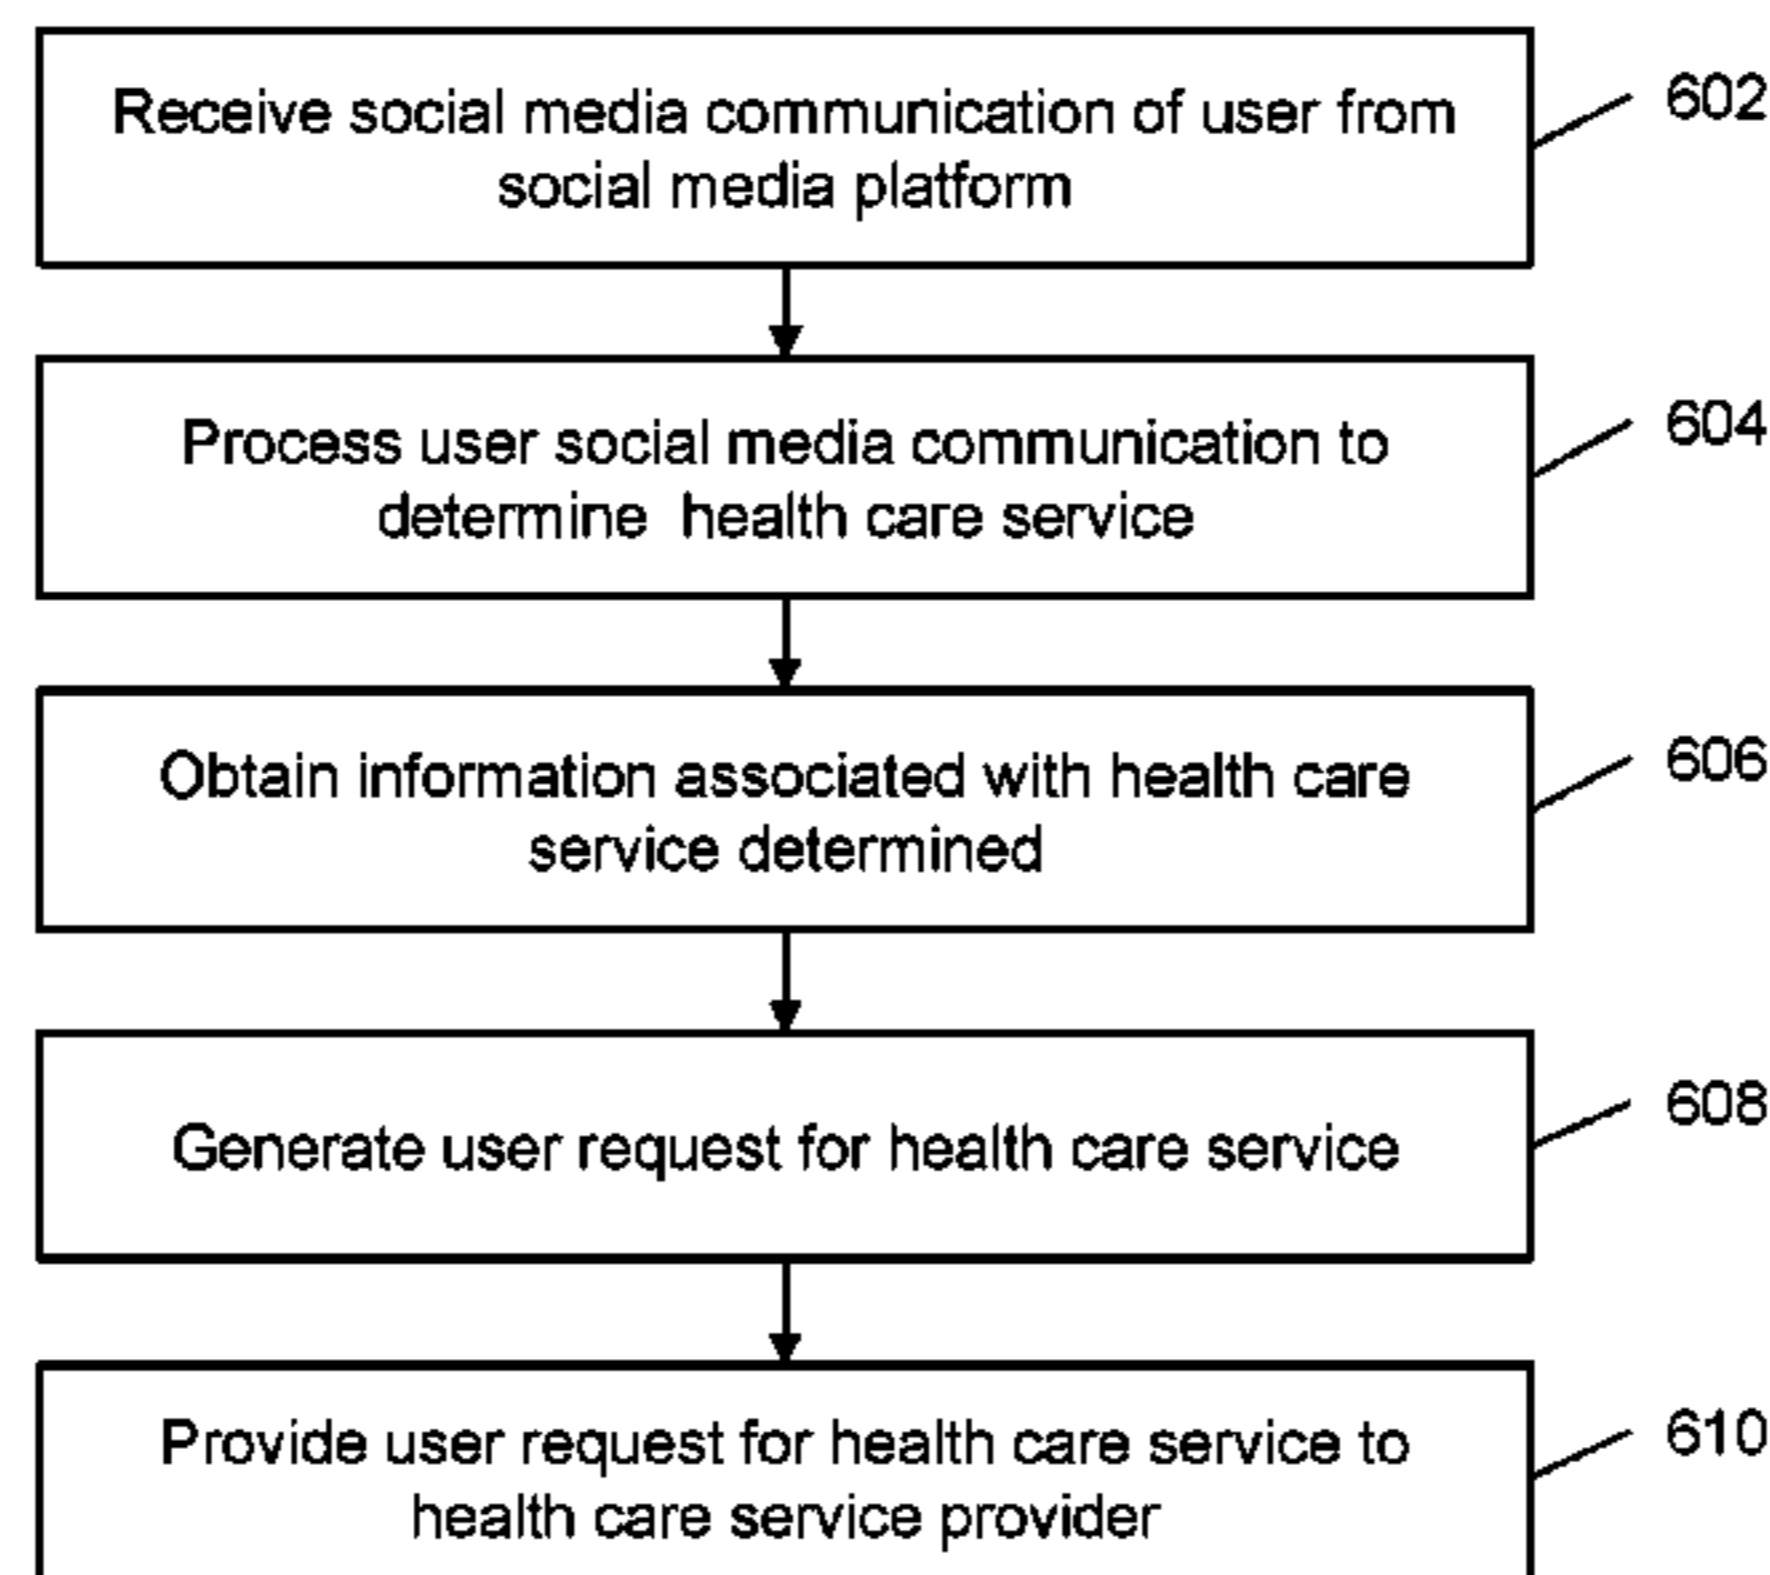 Receive social media communication of user from
social media platform
602
Process user social media communication to
determine health care service
604
Obtain information associated with health care
service determined
606
Generate user request for health care service
608
Provide user request for health care service to
health care service provider
610